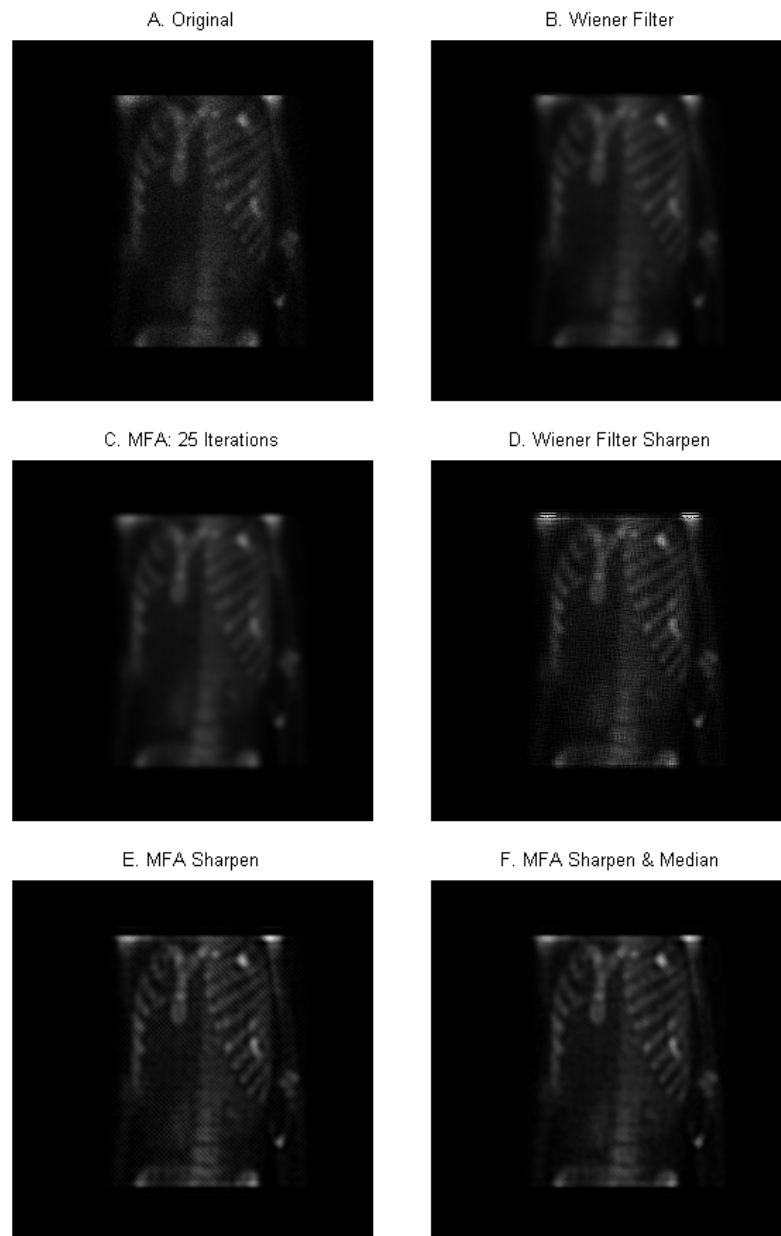 A. Original
B. Wiener Filter
C. MFA: 25 Iterations
D. Wiener Filter Sharpen
E. MFA Sharpen
F. MFA Sharpen & Median